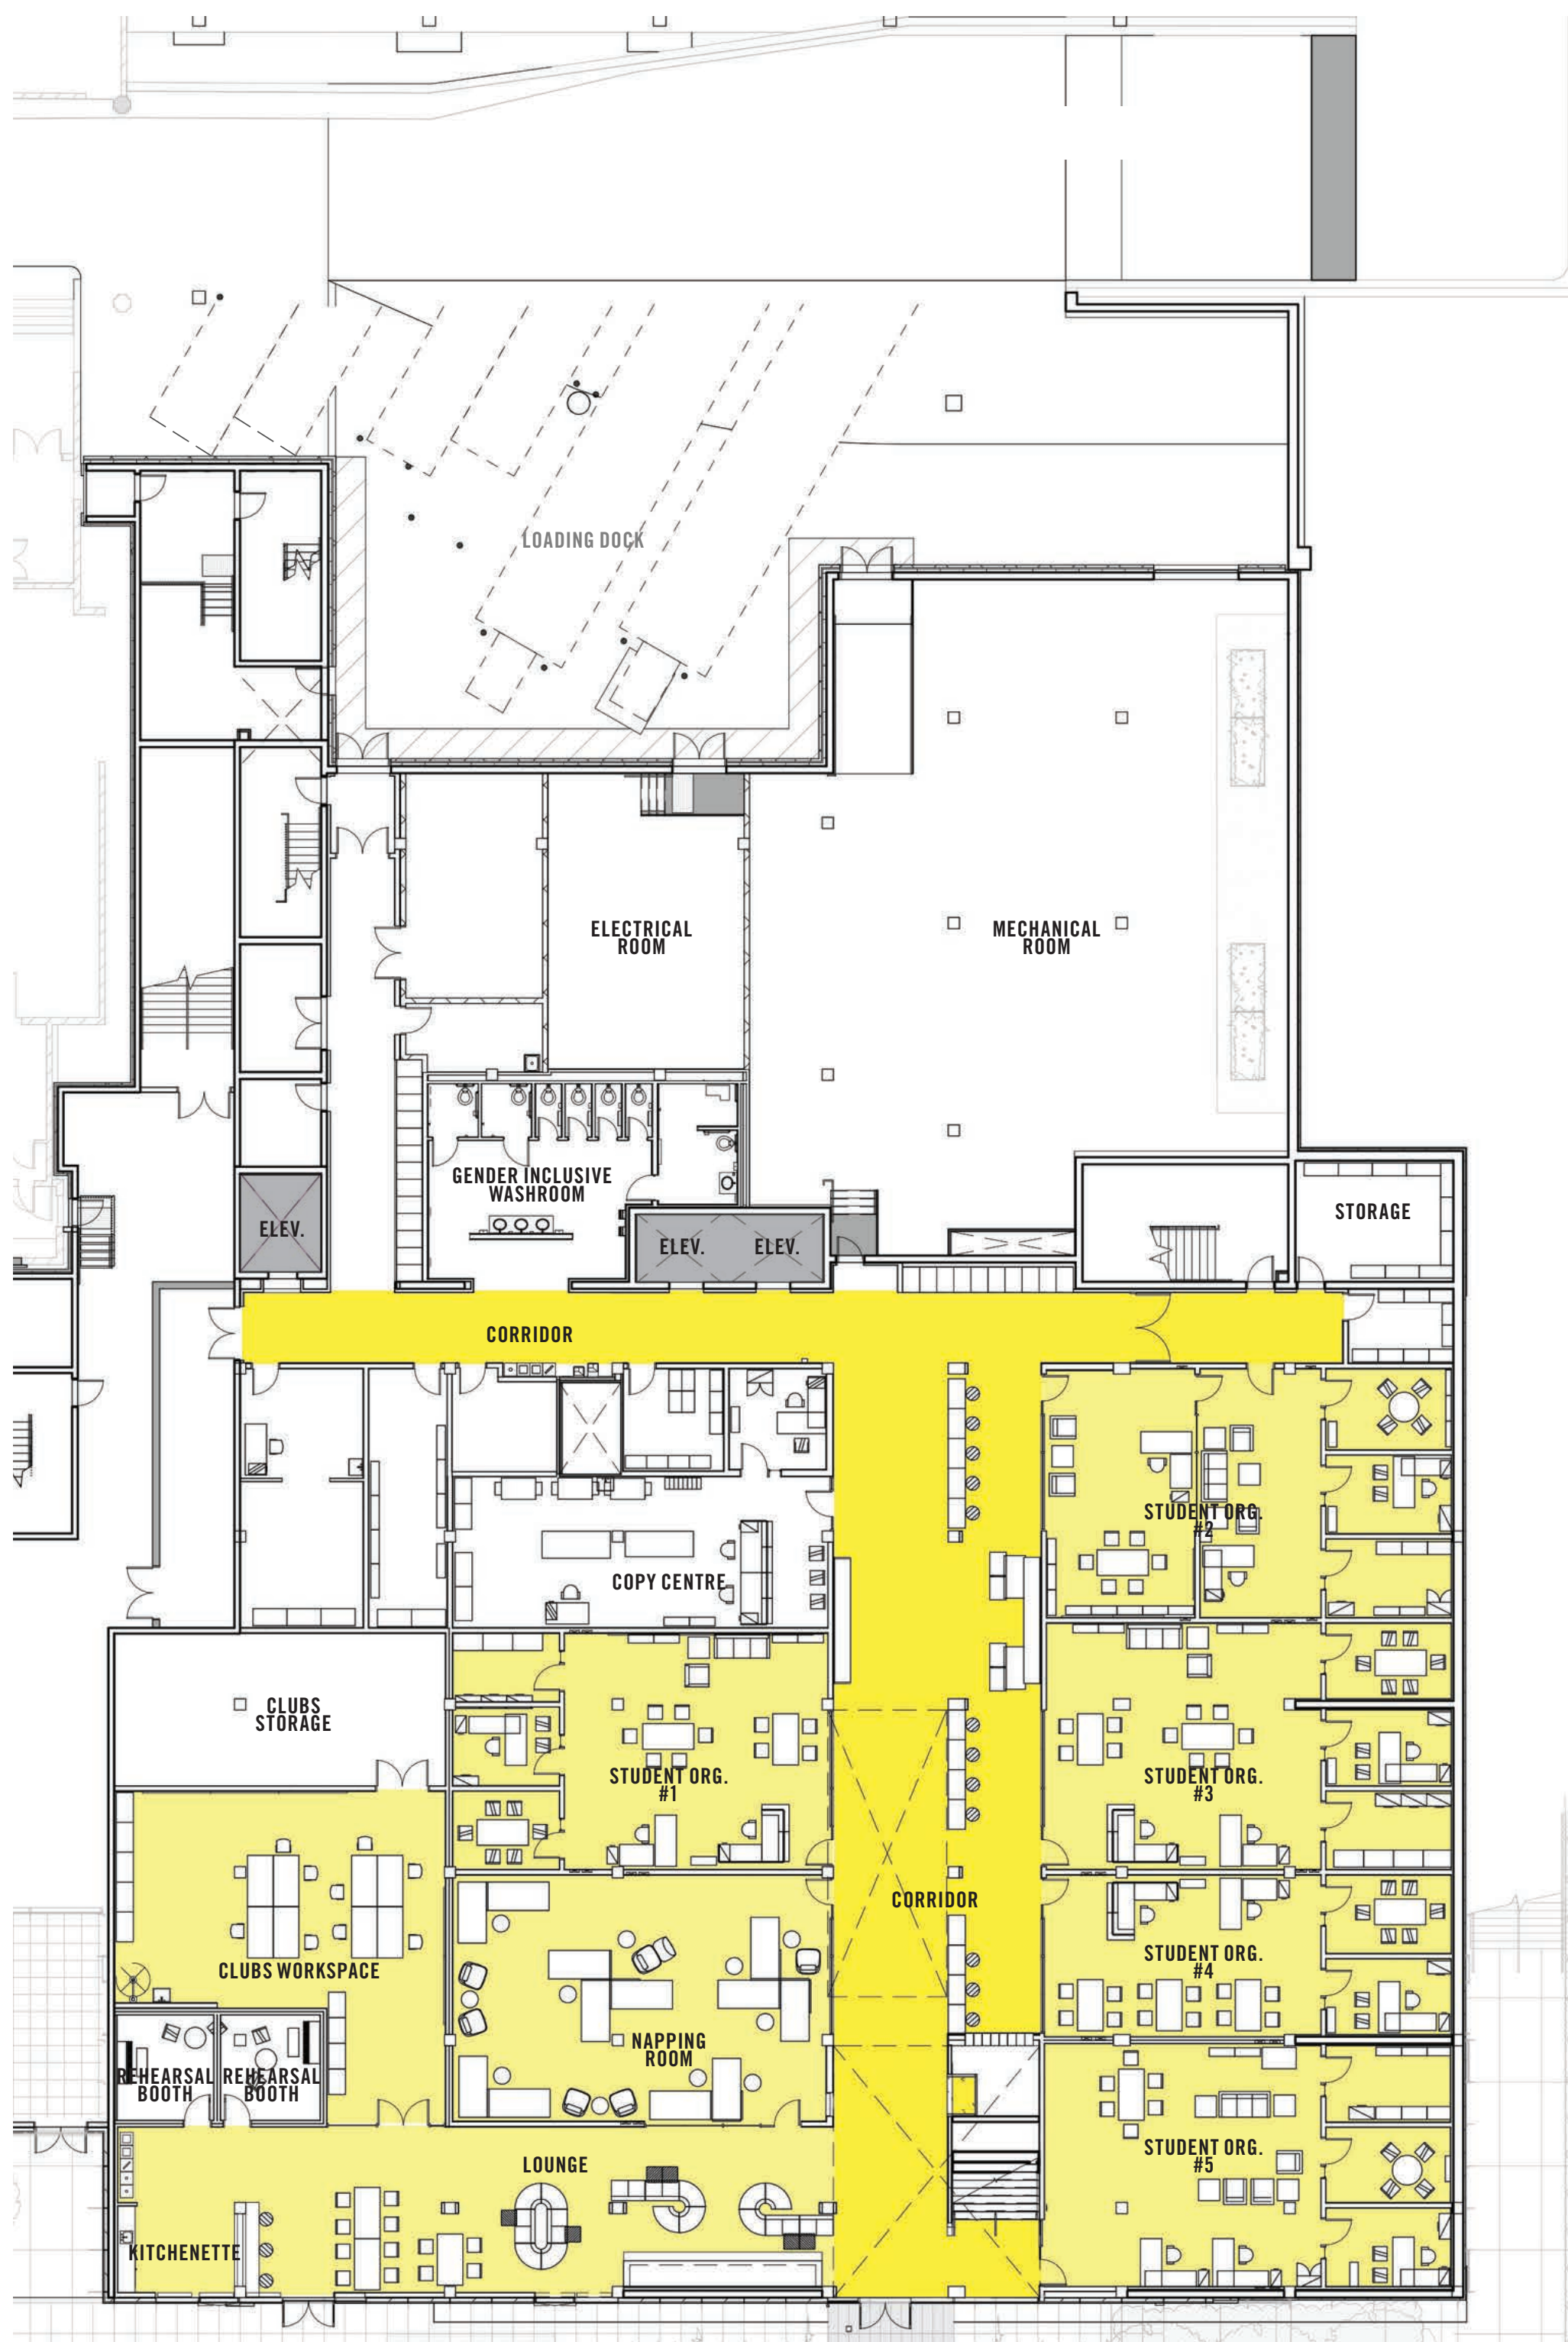 LOADING DOCK
ELECTRICAL
ROOM
MECHANICAL
ROOM
GENDER INCLUSIVE
WASHROOM
STORAGE
ELEV.
ELEV.
ELEV.
CORRIDOR
STUDENT ORG.
#2
COPY CENTRE
CLUBS
STORAGE
STUDENT ORG.
#1
STUDENT ORG.
#3
CORRIDOR
CLUBS WORKSPACE
STUDENT ORG.
#4
NAPPING
ROOM
REHEARSAL
BOOTH
REHEARSAL
BOOTH
STUDENT ORG.
#5
LOUNGE
KITCHENETTE